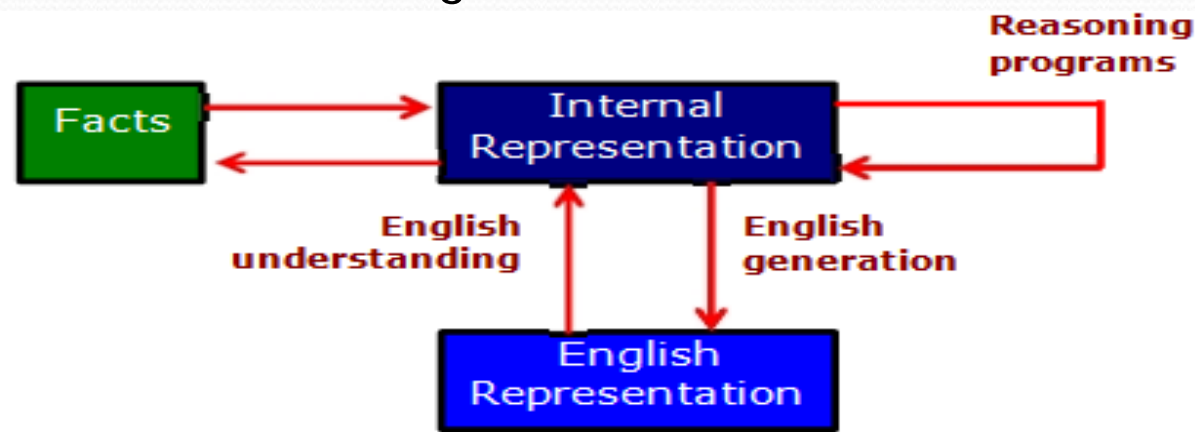 Reasoning
programs
Facts
Internal
Representation
English
understanding
English
generation
English
Representation